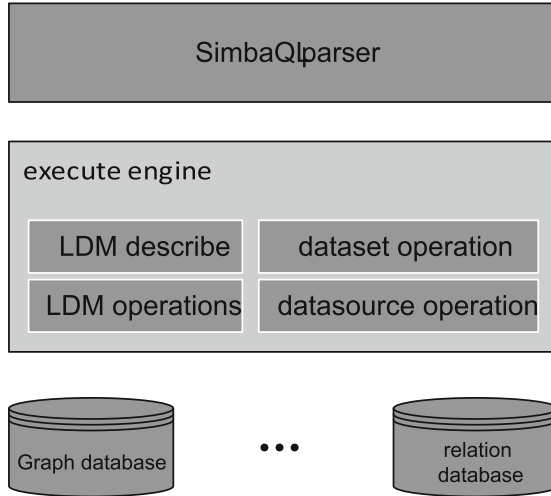 SimbaQLparser
execute engine
LDM describe
dataset operation
LDM operations
datasource operation
Graph database
...
relation
database